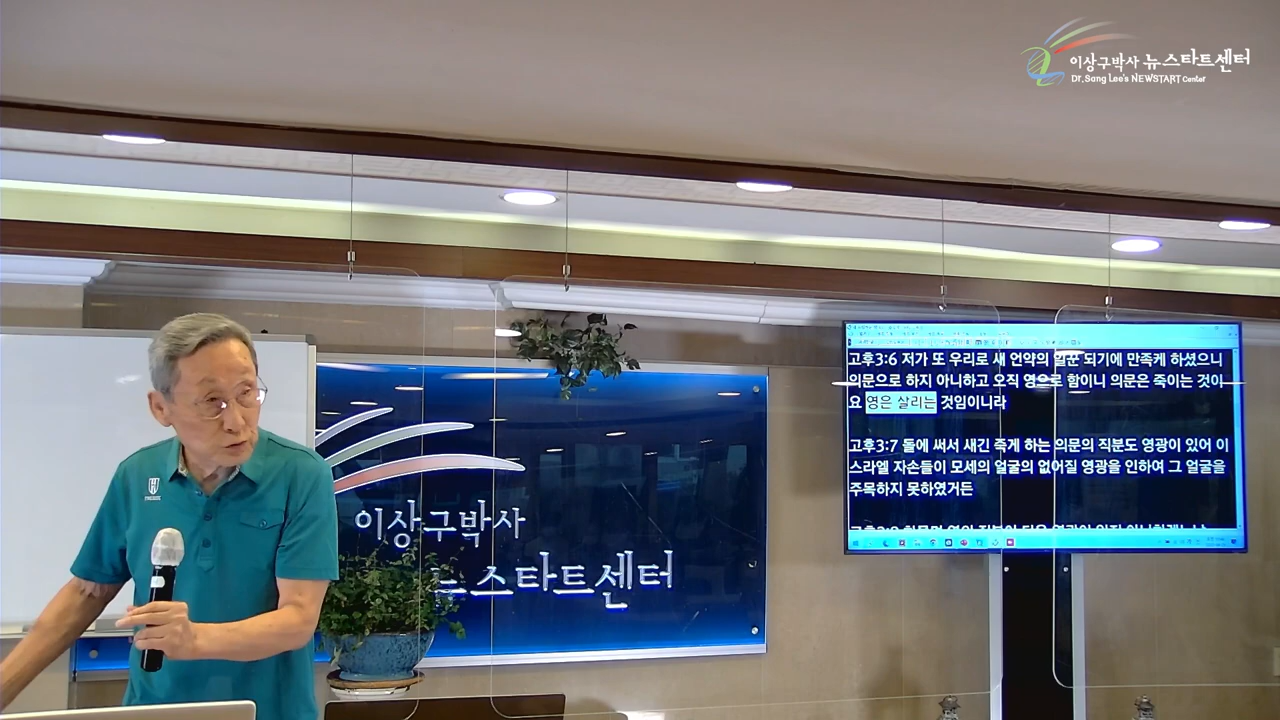 이상구박사 뉴스타트센터
Dr. Sang Lee's NEWSTART Center
고후3:6 저가 또 우리로 새 언약의 일꾼 되기에 만족케 하셨으니
의문으로 하지 아니하고 오직 영으로 함이니 의문은 죽이는 것이
요 영은 살리는 것임이니라
고후3:7 돌에 써서 새긴 죽게 하는 의문의 직분도 영광이 있어 이
스라엘 자손들이 모세의 얼굴의 없어질 영광을 인하여 그 얼굴을
주목하지 못하였거든
이상구박사
뉴스타트센터